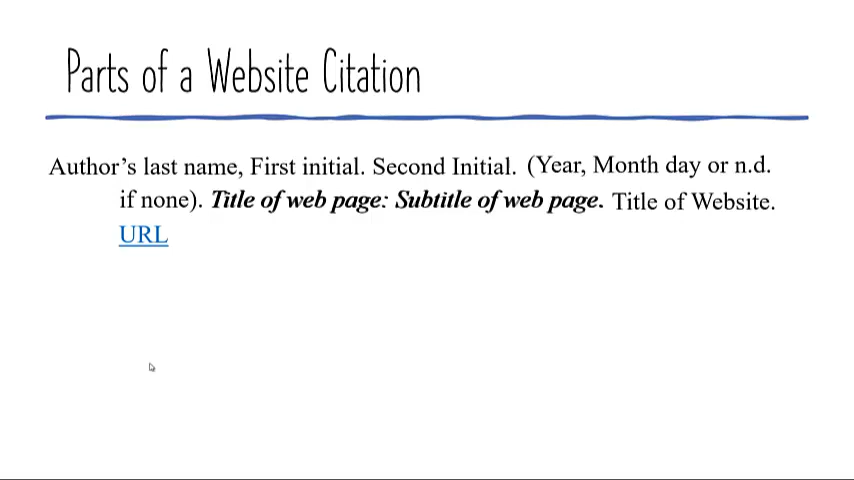 Parts of a Website Citation
Author’s last name, First initial. Second Initial. (Year, Month day or n.d.
if none). Title of web page: Subtitle of web page. Title of Website.
URL